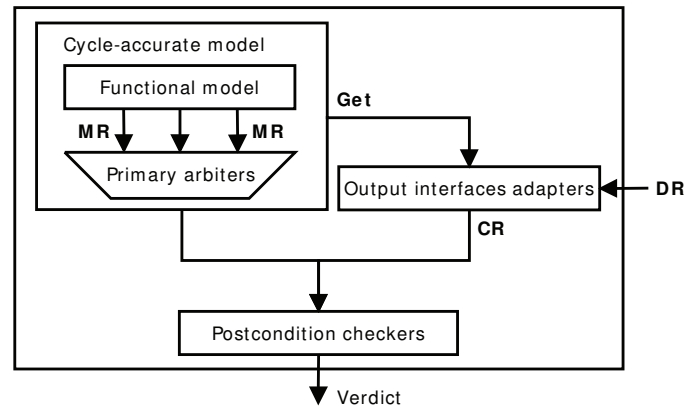 Cycle-accurate model
Functional model
Get
MR
MR
Primary arbiters
Output interfaces adapters
DR
CR
Postcondition checkers
Verdict